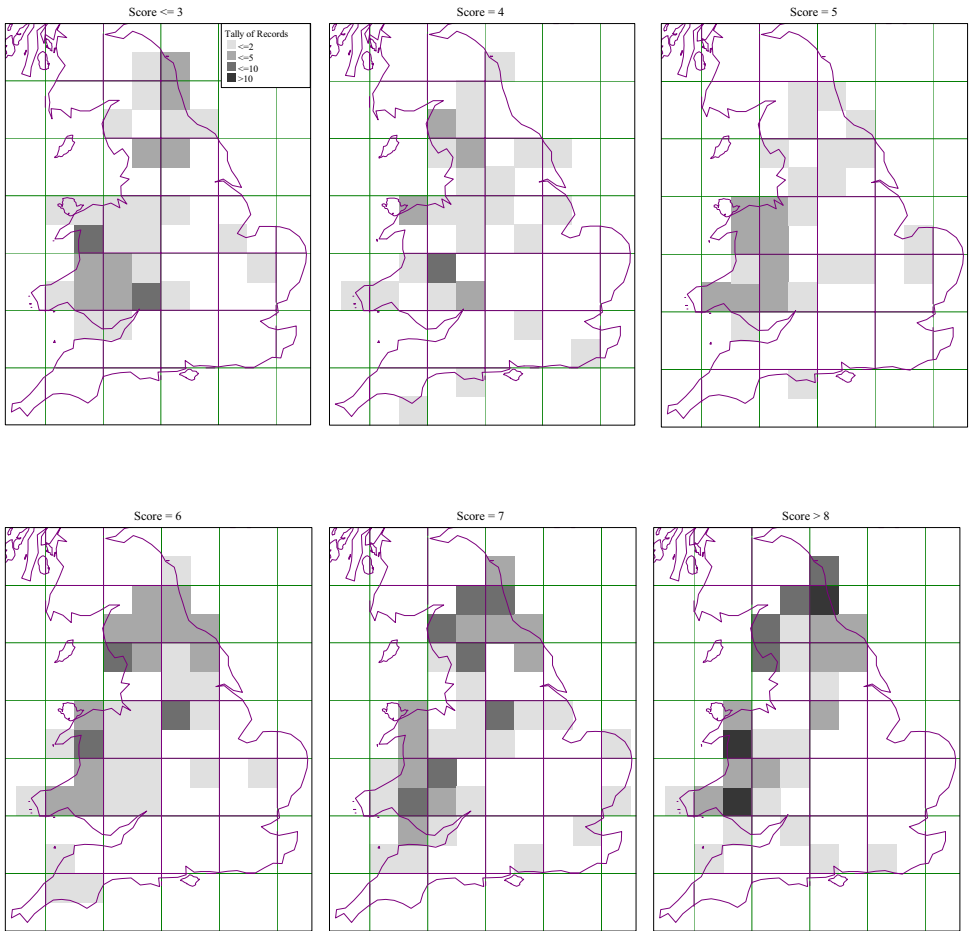 Score <= 3
Score = 4
Score = 5
Tally of Records
<=2
<=5
<=10
>10
Score = 6
Score = 7
Score > 8